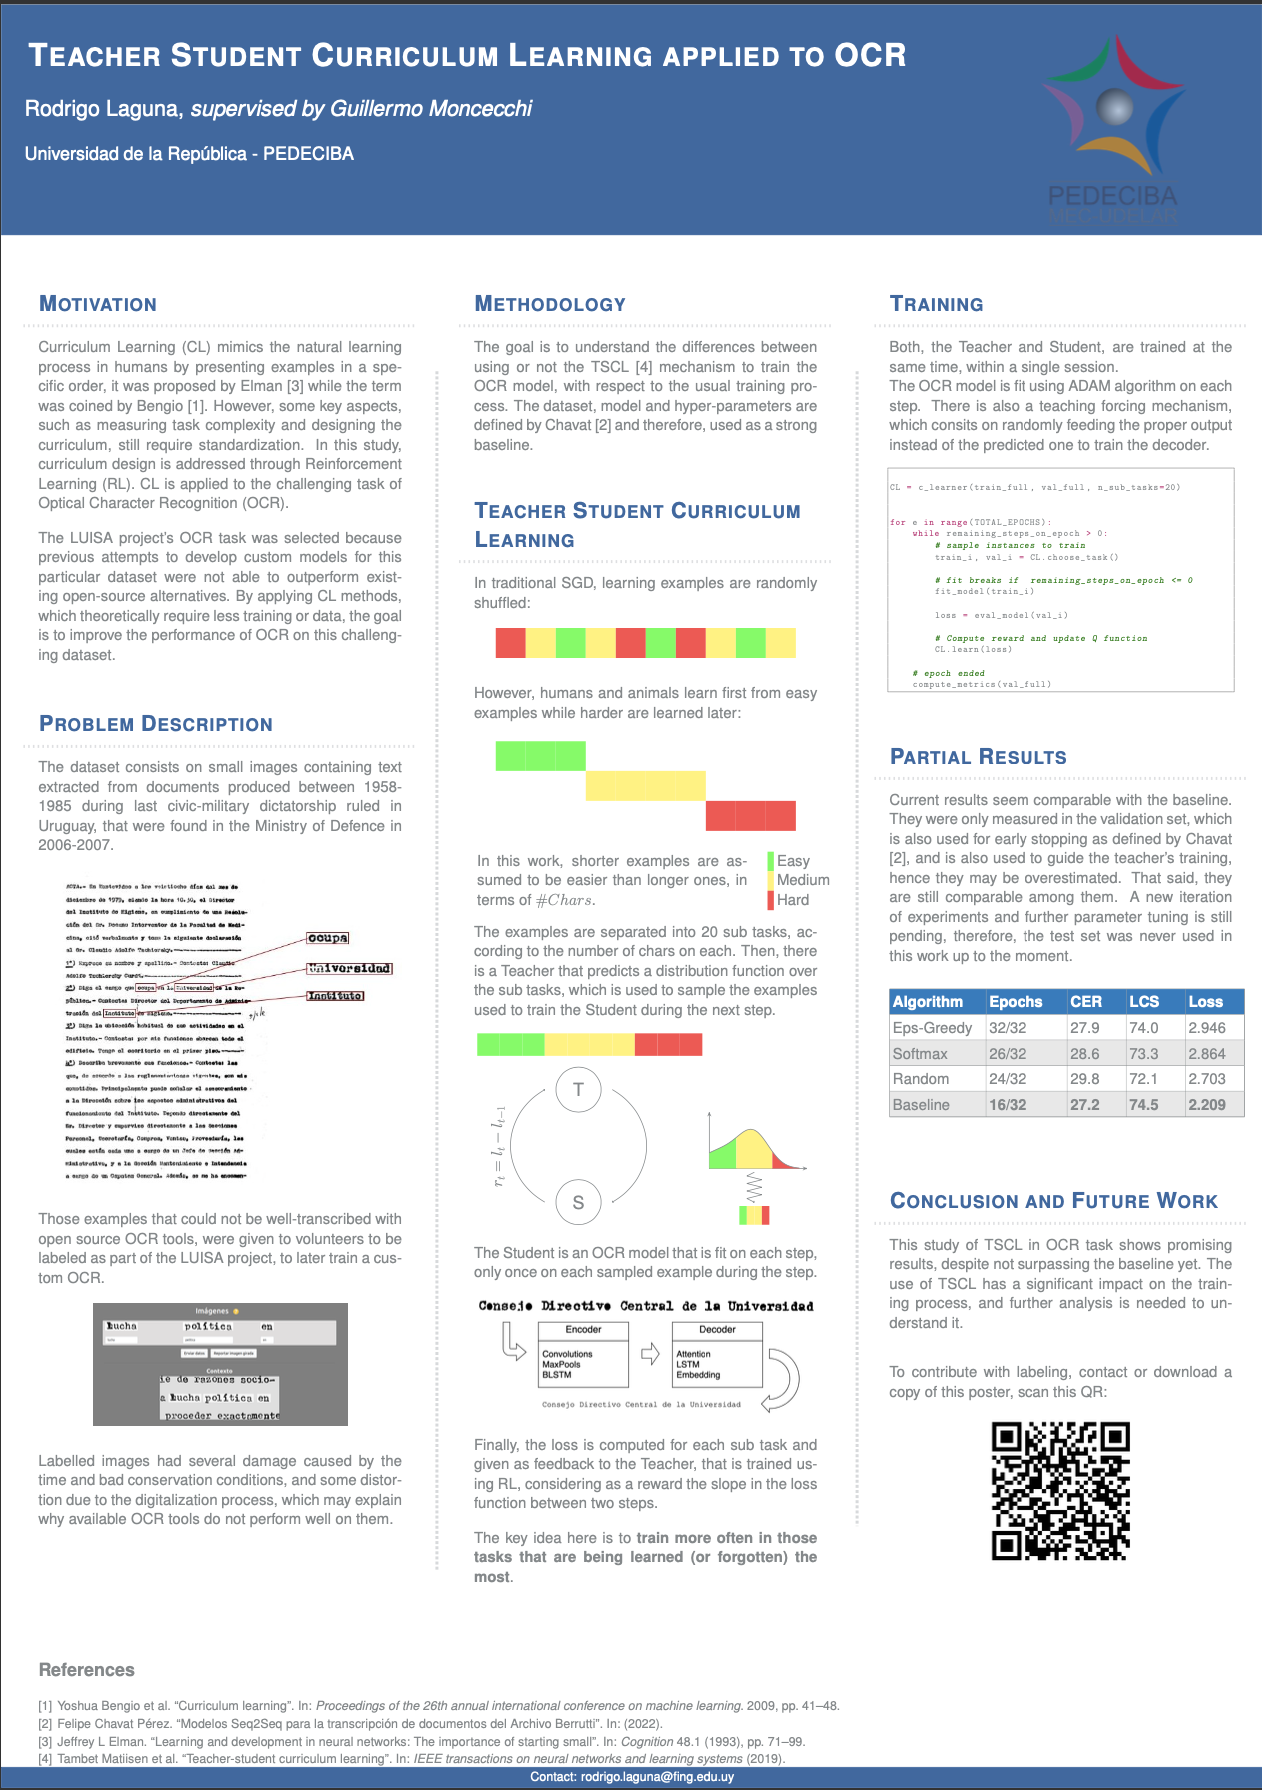 TEACHER STUDENT CURRICULUM LEARNING APPLIED TO OCR
Rodrigo Laguna, supervised by Guillermo Moncecchi
Universidad de la República - PEDECIBA
PEDECIBA
MEC-UDELAR
MOTIVATION
Curriculum Learning (CL) mimics the natural learning
process in humans by presenting examples in a spe-
cific order, it was proposed by Elman [3] while the term
was coined by Bengio [1]. However, some key aspects,
such as measuring task complexity and designing the
curriculum, still require standardization. In this study,
curriculum design is addressed through Reinforcement
Learning (RL). CL is applied to the challenging task of
Optical Character Recognition (OCR).
The LUISA project's OCR task was selected because
previous attempts to develop custom models for this
particular dataset were not able to outperform exist-
ing open-source alternatives. By applying CL methods,
which theoretically require less training or data, the goal
is to improve the performance of OCR on this challeng-
ing dataset.
PROBLEM DESCRIPTION
The dataset consists on small images containing text
extracted from documents produced between 1958-
1985 during last civic-military dictatorship ruled in
Uruguay, that were found in the Ministry of Defence in
2006-2007.
ocupa
Universidad
Instituto
Those examples that could not be well-transcribed with
open source OCR tools, were given to volunteers to be
labeled as part of the LUISA project, to later train a cus-
tom OCR.
Imágenes
lucha política en
Contexto
ie de razones socio-
a lucha política en
proceder exactamente
Labelled images had several damage caused by the
time and bad conservation conditions, and some distor-
tion due to the digitalization process, which may explain
why available OCR tools do not perform well on them.
METHODOLOGY
The goal is to understand the differences between
using or not the TSCL [4] mechanism to train the
OCR model, with respect to the usual training pro-
cess. The dataset, model and hyper-parameters are
defined by Chavat [2] and therefore, used as a strong
baseline.
TEACHER STUDENT CURRICULUM
LEARNING
In traditional SGD, learning examples are randomly
shuffled:
However, humans and animals learn first from easy
examples while harder are learned later:
In this work, shorter examples are as-
sumed to be easier than longer ones, in
terms of #Chars.
Easy
Medium
Hard
The examples are separated into 20 sub tasks, ac-
cording to the number of chars on each. Then, there
is a Teacher that predicts a distribution function over
the sub tasks, which is used to sample the examples
used to train the Student during the next step.
T
r_t = l_t − l_{t−1}
S
The Student is an OCR model that is fit on each step,
only once on each sampled example during the step.
Consejo Directivo Central de la Universidad
Encoder
Convolutions
MaxPools
BLSTM
Decoder
Attention
LSTM
Embedding
Consejo Directivo Central de la Universidad
Finally, the loss is computed for each sub task and
given as feedback to the Teacher, that is trained us-
ing RL, considering as a reward the slope in the loss
function between two steps.
The key idea here is to train more often in those
tasks that are being learned (or forgotten) the
most.
TRAINING
Both, the Teacher and Student, are trained at the
same time, within a single session.
The OCR model is fit using ADAM algorithm on each
step. There is also a teaching forcing mechanism,
which consits on randomly feeding the proper output
instead of the predicted one to train the decoder.
CL = c_learner(train_full, val_full, n_sub_tasks=20)
for e in range(TOTAL_EPOCHS):
while remaining_steps_on_epoch > 0:
# sample instances to train
train_i, val_i = CL.choose_task()
# fit breaks if remaining_steps_on_epoch <= 0
fit_model(train_i)
loss = eval_model(val_i)
# Compute reward and update Q function
CL.learn(loss)
# epoch ended
compute_metrics(val_full)
PARTIAL RESULTS
Current results seem comparable with the baseline.
They were only measured in the validation set, which
is also used for early stopping as defined by Chavat
[2], and is also used to guide the teacher's training,
hence they may be overestimated. That said, they
are still comparable among them. A new iteration
of experiments and further parameter tuning is still
pending, therefore, the test set was never used in
this work up to the moment.
Algorithm Epochs CER LCS Loss
Eps-Greedy 32/32 27.9 74.0 2.946
Softmax 26/32 28.6 73.3 2.864
Random 24/32 29.8 72.1 2.703
Baseline 16/32 27.2 74.5 2.209
CONCLUSION AND FUTURE WORK
This study of TSCL in OCR task shows promising
results, despite not surpassing the baseline yet. The
use of TSCL has a significant impact on the train-
ing process, and further analysis is needed to un-
derstand it.
To contribute with labeling, contact or download a
copy of this poster, scan this QR:
References
[1] Yoshua Bengio et al. "Curriculum learning". In: Proceedings of the 26th annual international conference on machine learning. 2009, pp. 41–48.
[2] Felipe Chavat Pérez. "Modelos Seq2Seq para la transcripción de documentos del Archivo Berrutti". In: (2022).
[3] Jeffrey L Elman. "Learning and development in neural networks: The importance of starting small". In: Cognition 48.1 (1993), pp. 71–99.
[4] Tambet Matiisen et al. "Teacher-student curriculum learning". In: IEEE transactions on neural networks and learning systems (2019).
Contact: rodrigo.laguna@fing.edu.uy